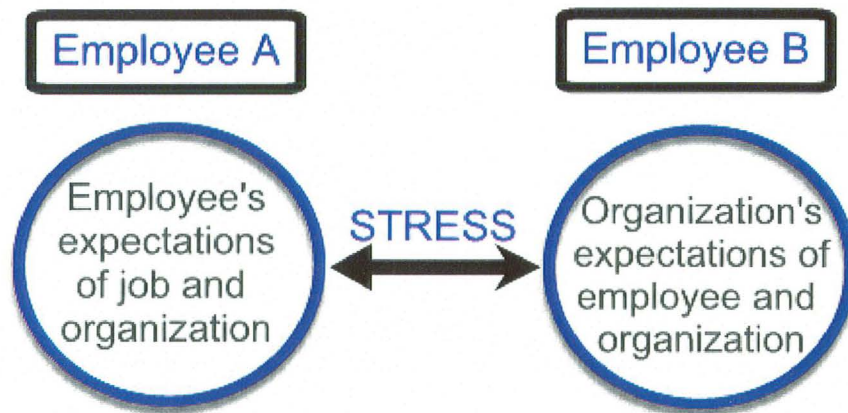 Employee A
Employee B
Employee's
expectations
of job and
organization
STRESS
Organization's
expectations of
employee and
organization